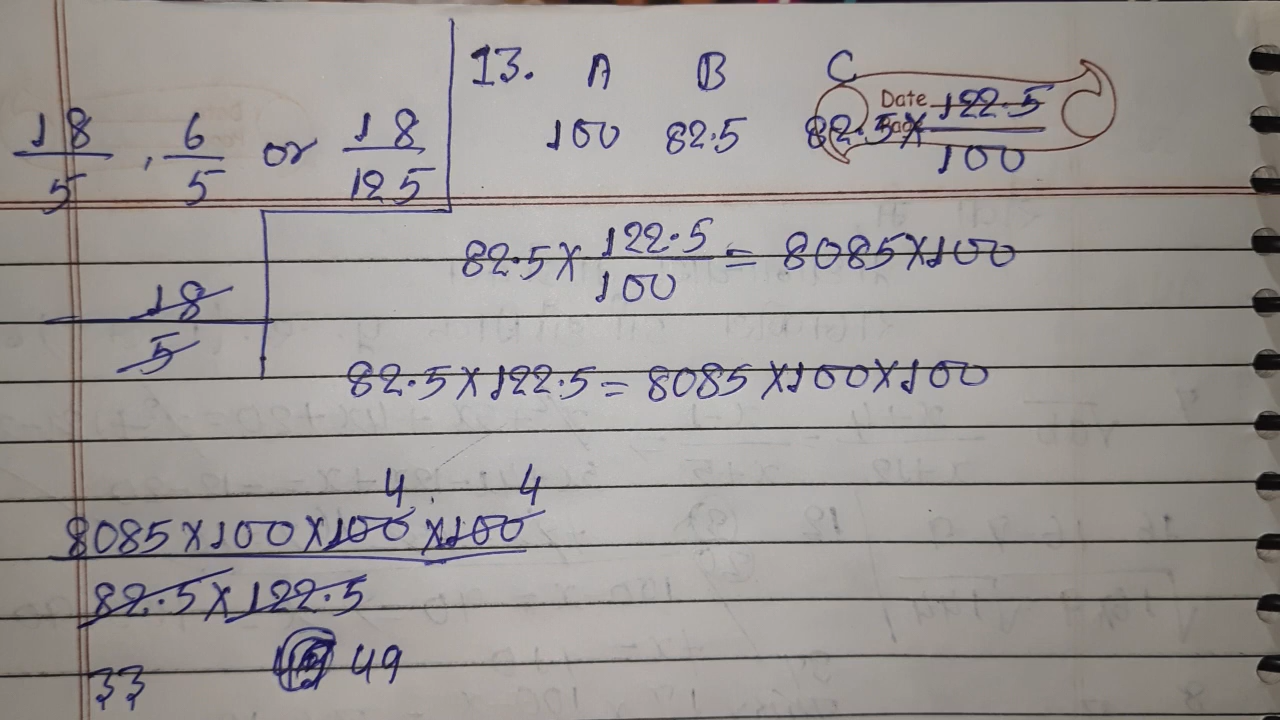 13. A B C
Date
100 82.5 82.5 × 122.5/100
18/5 , 6/5 or 18/125
82.5 × 122.5/100 = 8085×100
18/5
82.5×122.5 = 8085×100×100
4 4
8085×100×100×100
82.5×122.5
33 49